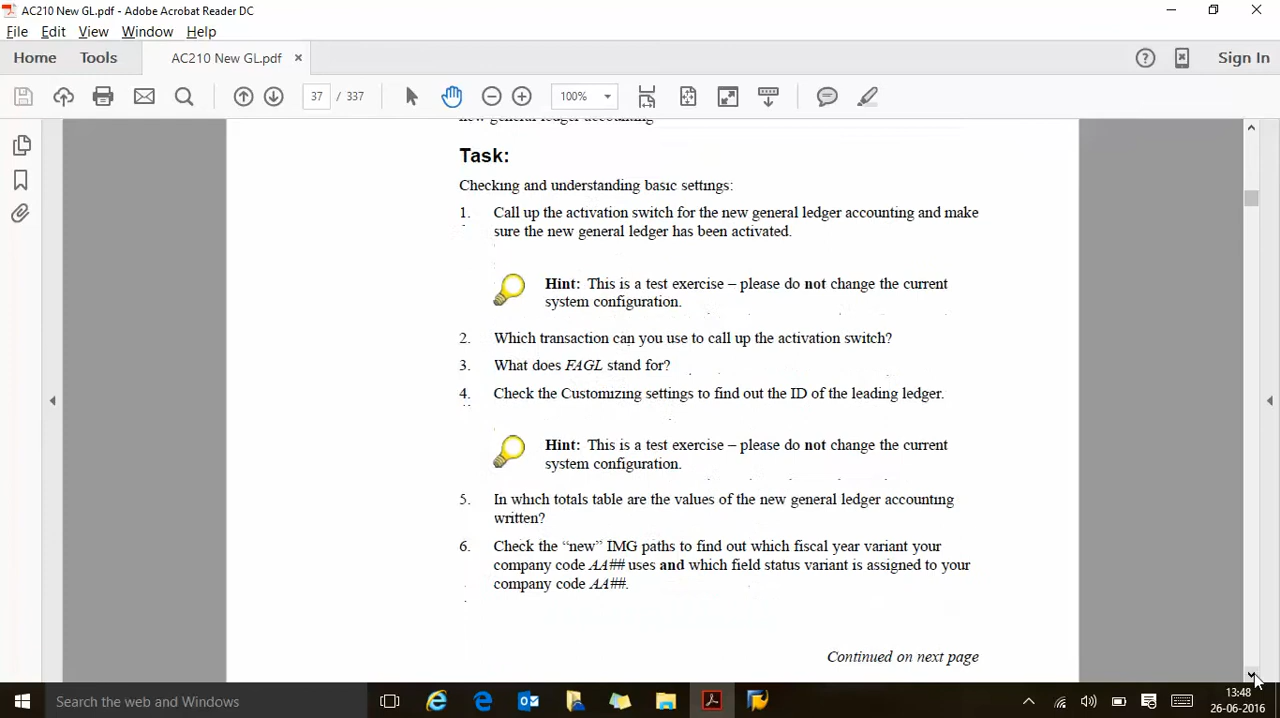 AC210 New GL.pdf - Adobe Acrobat Reader DC
File Edit View Window Help
Home Tools AC210 New GL.pdf × Sign In
37 / 337 100%
new general ledger accounting
Task:
Checking and understanding basic settings:
1. Call up the activation switch for the new general ledger accounting and make
sure the new general ledger has been activated.
Hint: This is a test exercise – please do not change the current
system configuration.
2. Which transaction can you use to call up the activation switch?
3. What does FAGL stand for?
4. Check the Customizing settings to find out the ID of the leading ledger.
Hint: This is a test exercise – please do not change the current
system configuration.
5. In which totals table are the values of the new general ledger accounting
written?
6. Check the “new” IMG paths to find out which fiscal year variant your
company code AA## uses and which field status variant is assigned to your
company code AA##.
Continued on next page
Search the web and Windows
13:48
26-06-2016